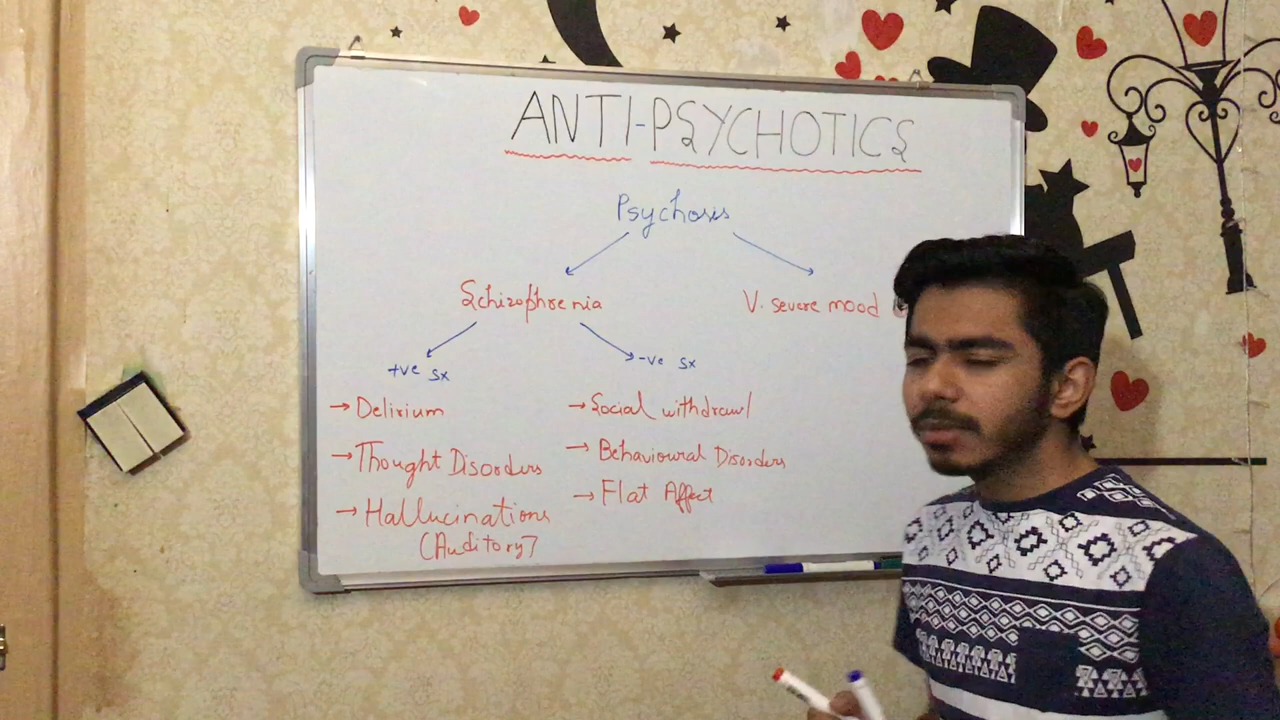 ANTI-PSYCHOTICS
Psychosis
Schizophrenia
V. severe mood
+ve sx
-ve sx
→ Delirium
→ Thought Disorders
→ Hallucinations
(Auditory)
→ Social withdrawl
→ Behavioural Disorders
→ Flat Affect